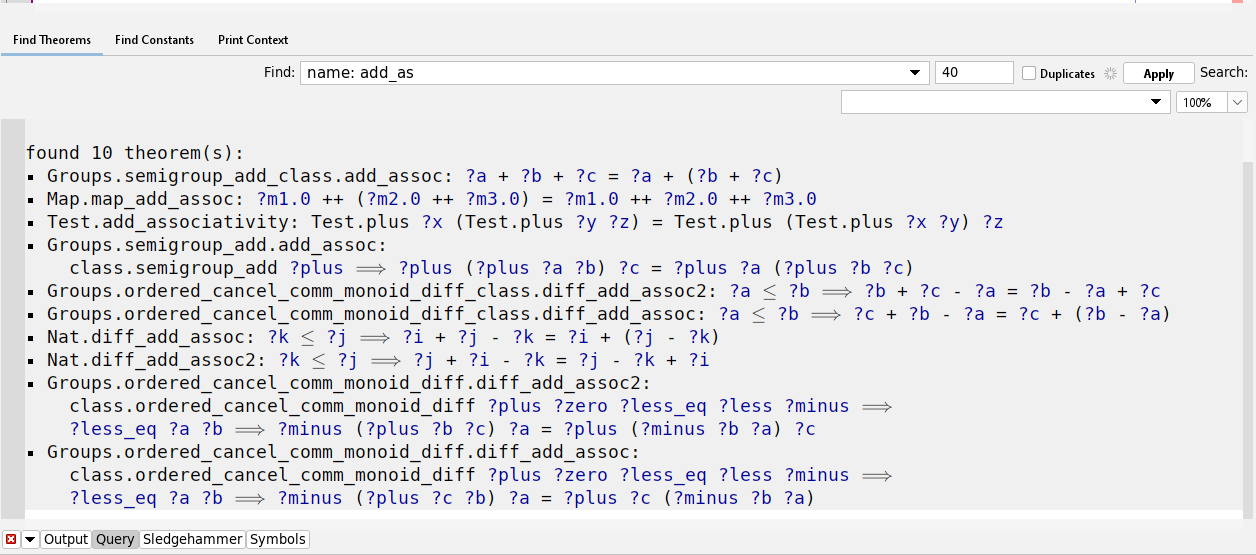 Find Theorems Find Constants Print Context
Find: name: add_as 40 Duplicates Apply Search:
100%
found 10 theorem(s):
▪ Groups.semigroup_add_class.add_assoc: ?a + ?b + ?c = ?a + (?b + ?c)
▪ Map.map_add_assoc: ?m1.0 ++ (?m2.0 ++ ?m3.0) = ?m1.0 ++ ?m2.0 ++ ?m3.0
▪ Test.add_associativity: Test.plus ?x (Test.plus ?y ?z) = Test.plus (Test.plus ?x ?y) ?z
▪ Groups.semigroup_add.add_assoc:
class.semigroup_add ?plus ⟹ ?plus (?plus ?a ?b) ?c = ?plus ?a (?plus ?b ?c)
▪ Groups.ordered_cancel_comm_monoid_diff_class.diff_add_assoc2: ?a ≤ ?b ⟹ ?b + ?c - ?a = ?b - ?a + ?c
▪ Groups.ordered_cancel_comm_monoid_diff_class.diff_add_assoc: ?a ≤ ?b ⟹ ?c + ?b - ?a = ?c + (?b - ?a)
▪ Nat.diff_add_assoc: ?k ≤ ?j ⟹ ?i + ?j - ?k = ?i + (?j - ?k)
▪ Nat.diff_add_assoc2: ?k ≤ ?j ⟹ ?j + ?i - ?k = ?j - ?k + ?i
▪ Groups.ordered_cancel_comm_monoid_diff.diff_add_assoc2:
class.ordered_cancel_comm_monoid_diff ?plus ?zero ?less_eq ?less ?minus ⟹
?less_eq ?a ?b ⟹ ?minus (?plus ?b ?c) ?a = ?plus (?minus ?b ?a) ?c
▪ Groups.ordered_cancel_comm_monoid_diff.diff_add_assoc:
class.ordered_cancel_comm_monoid_diff ?plus ?zero ?less_eq ?less ?minus ⟹
?less_eq ?a ?b ⟹ ?minus (?plus ?c ?b) ?a = ?plus ?c (?minus ?b ?a)
Output Query Sledgehammer Symbols